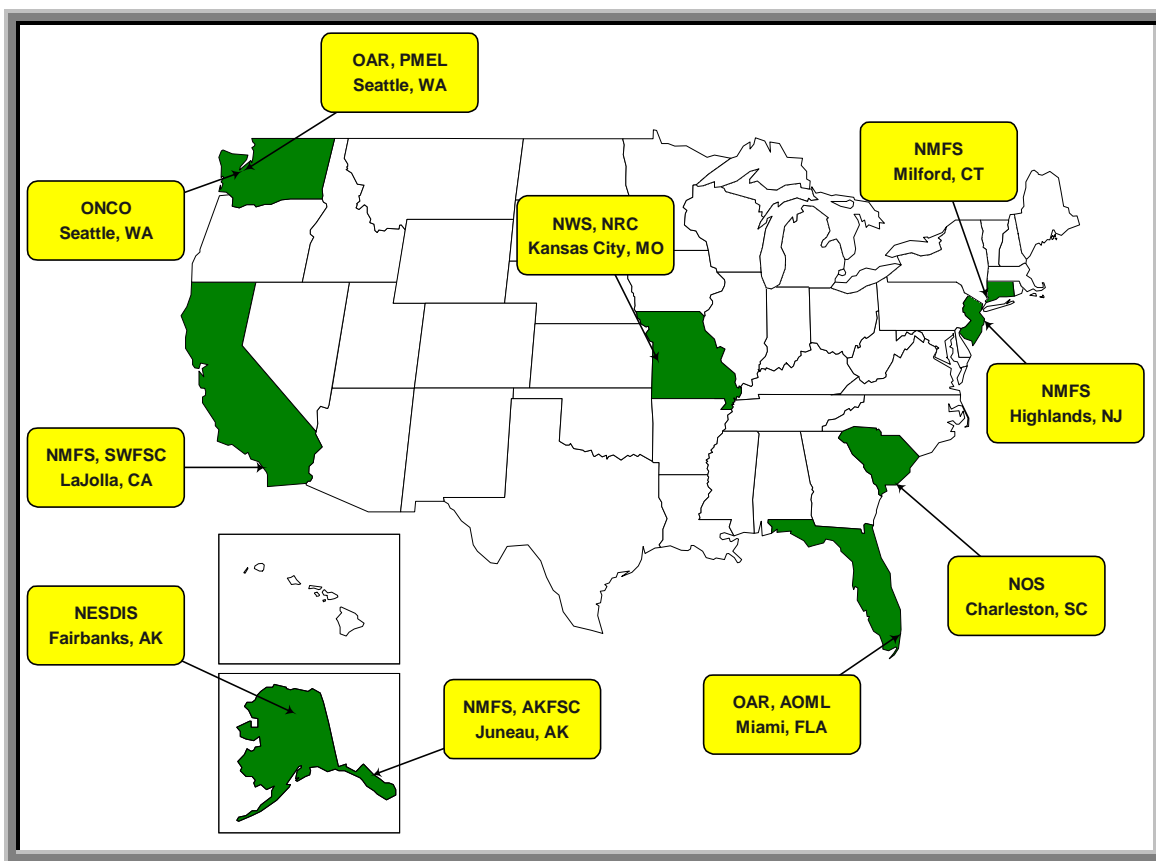 OAR, PMEL
Seattle, WA
NMFS
Milford, CT
ONCO
Seattle, WA
NWS, NRC
Kansas City, MO
NMFS
Highlands, NJ
NMFS, SWFSC
LaJolla, CA
NOS
Charleston, SC
NESDIS
Fairbanks, AK
NMFS, AKFSC
Juneau, AK
OAR, AOML
Miami, FLA